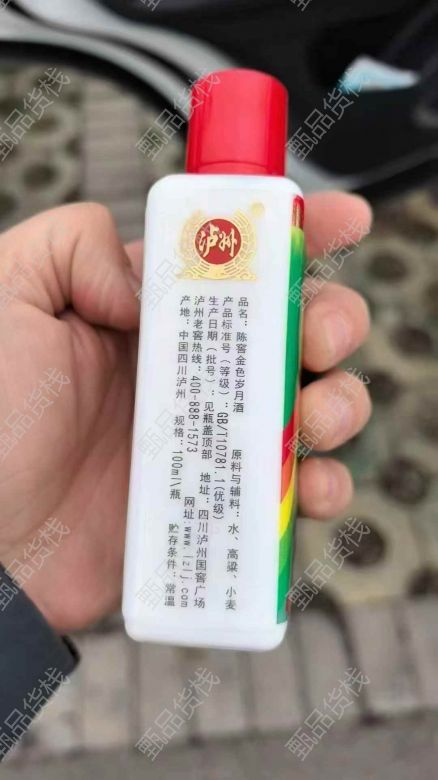 泸州
品名：陈窖金色岁月酒 原料与辅料：水、高粱、小麦
产品标准号（等级）：GB/T10781.1(优级)
生产日期（批号）：见瓶盖顶部 地址：四川泸州国窖广场
泸州老窖热线：400-888-1573 网址:www.lzlj.com
产地：中国四川泸州 规格：100ml\瓶 贮存条件：常温
甄品货栈